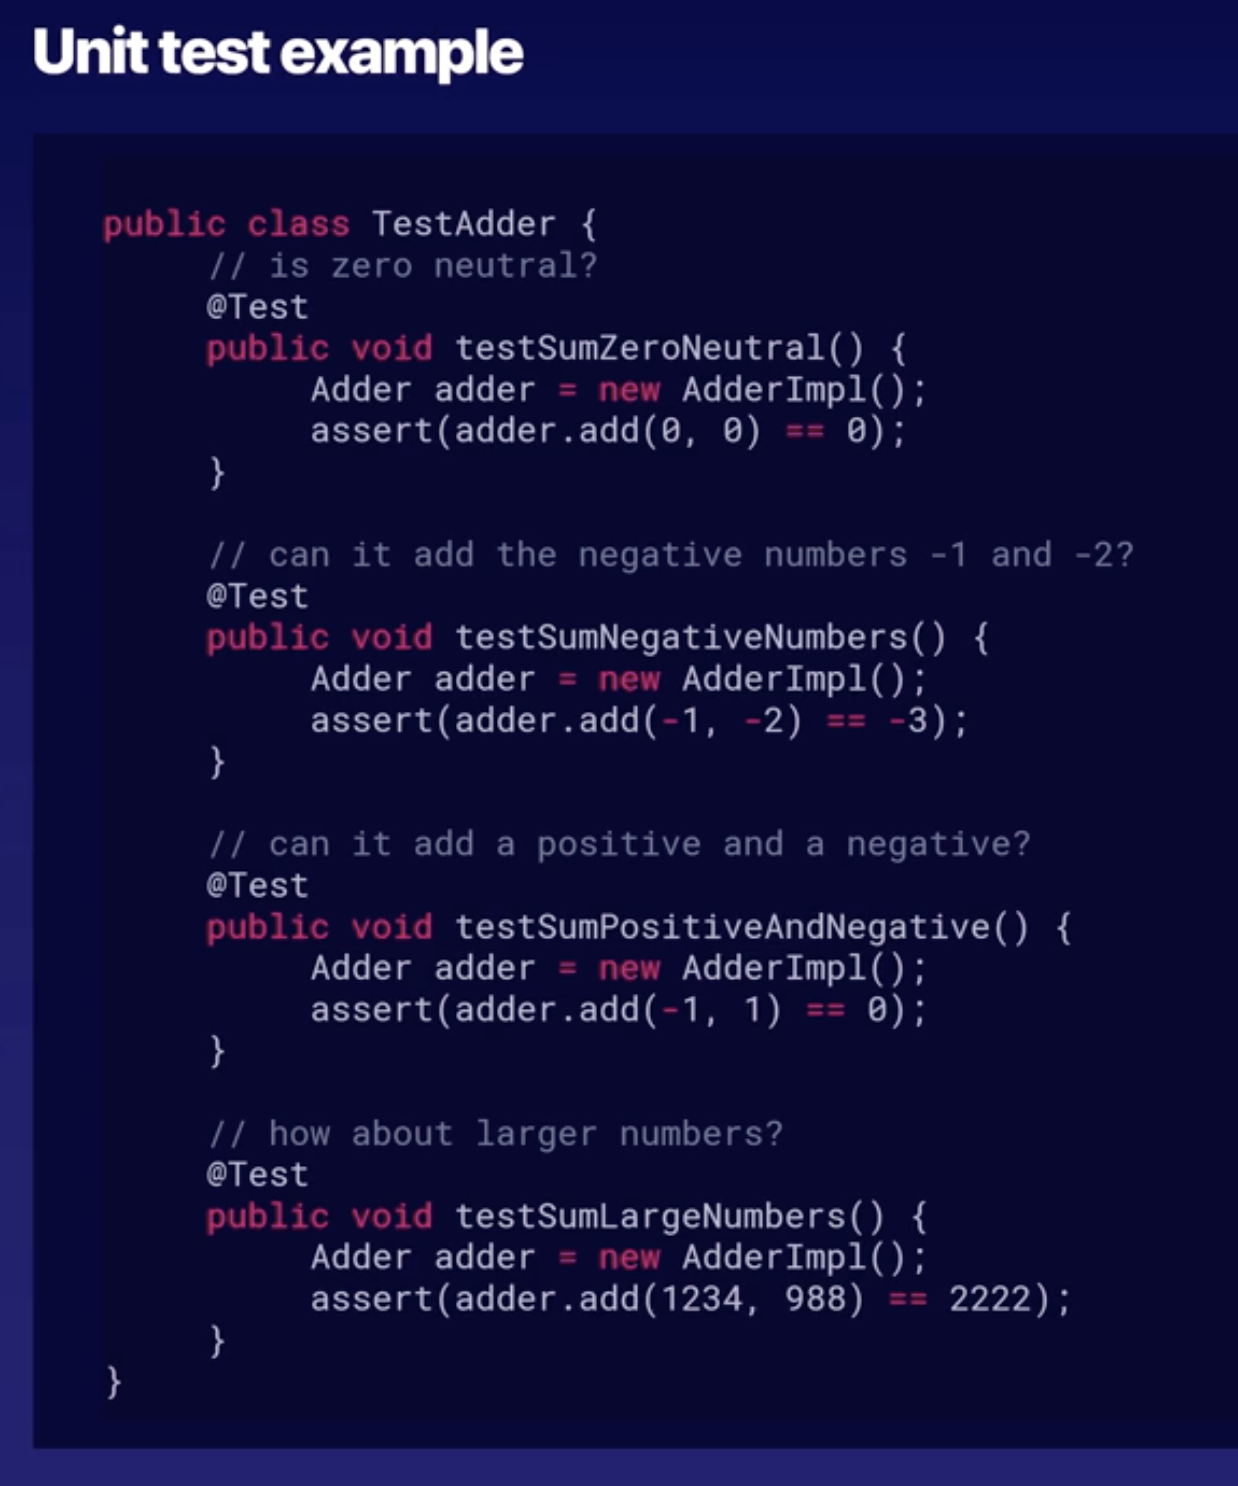 Unit test example
public class TestAdder {
// is zero neutral?
@Test
public void testSumZeroNeutral() {
Adder adder = new AdderImpl();
assert(adder.add(0, 0) == 0);
}
// can it add the negative numbers -1 and -2?
@Test
public void testSumNegativeNumbers() {
Adder adder = new AdderImpl();
assert(adder.add(-1, -2) == -3);
}
// can it add a positive and a negative?
@Test
public void testSumPositiveAndNegative() {
Adder adder = new AdderImpl();
assert(adder.add(-1, 1) == 0);
}
// how about larger numbers?
@Test
public void testSumLargeNumbers() {
Adder adder = new AdderImpl();
assert(adder.add(1234, 988) == 2222);
}
}